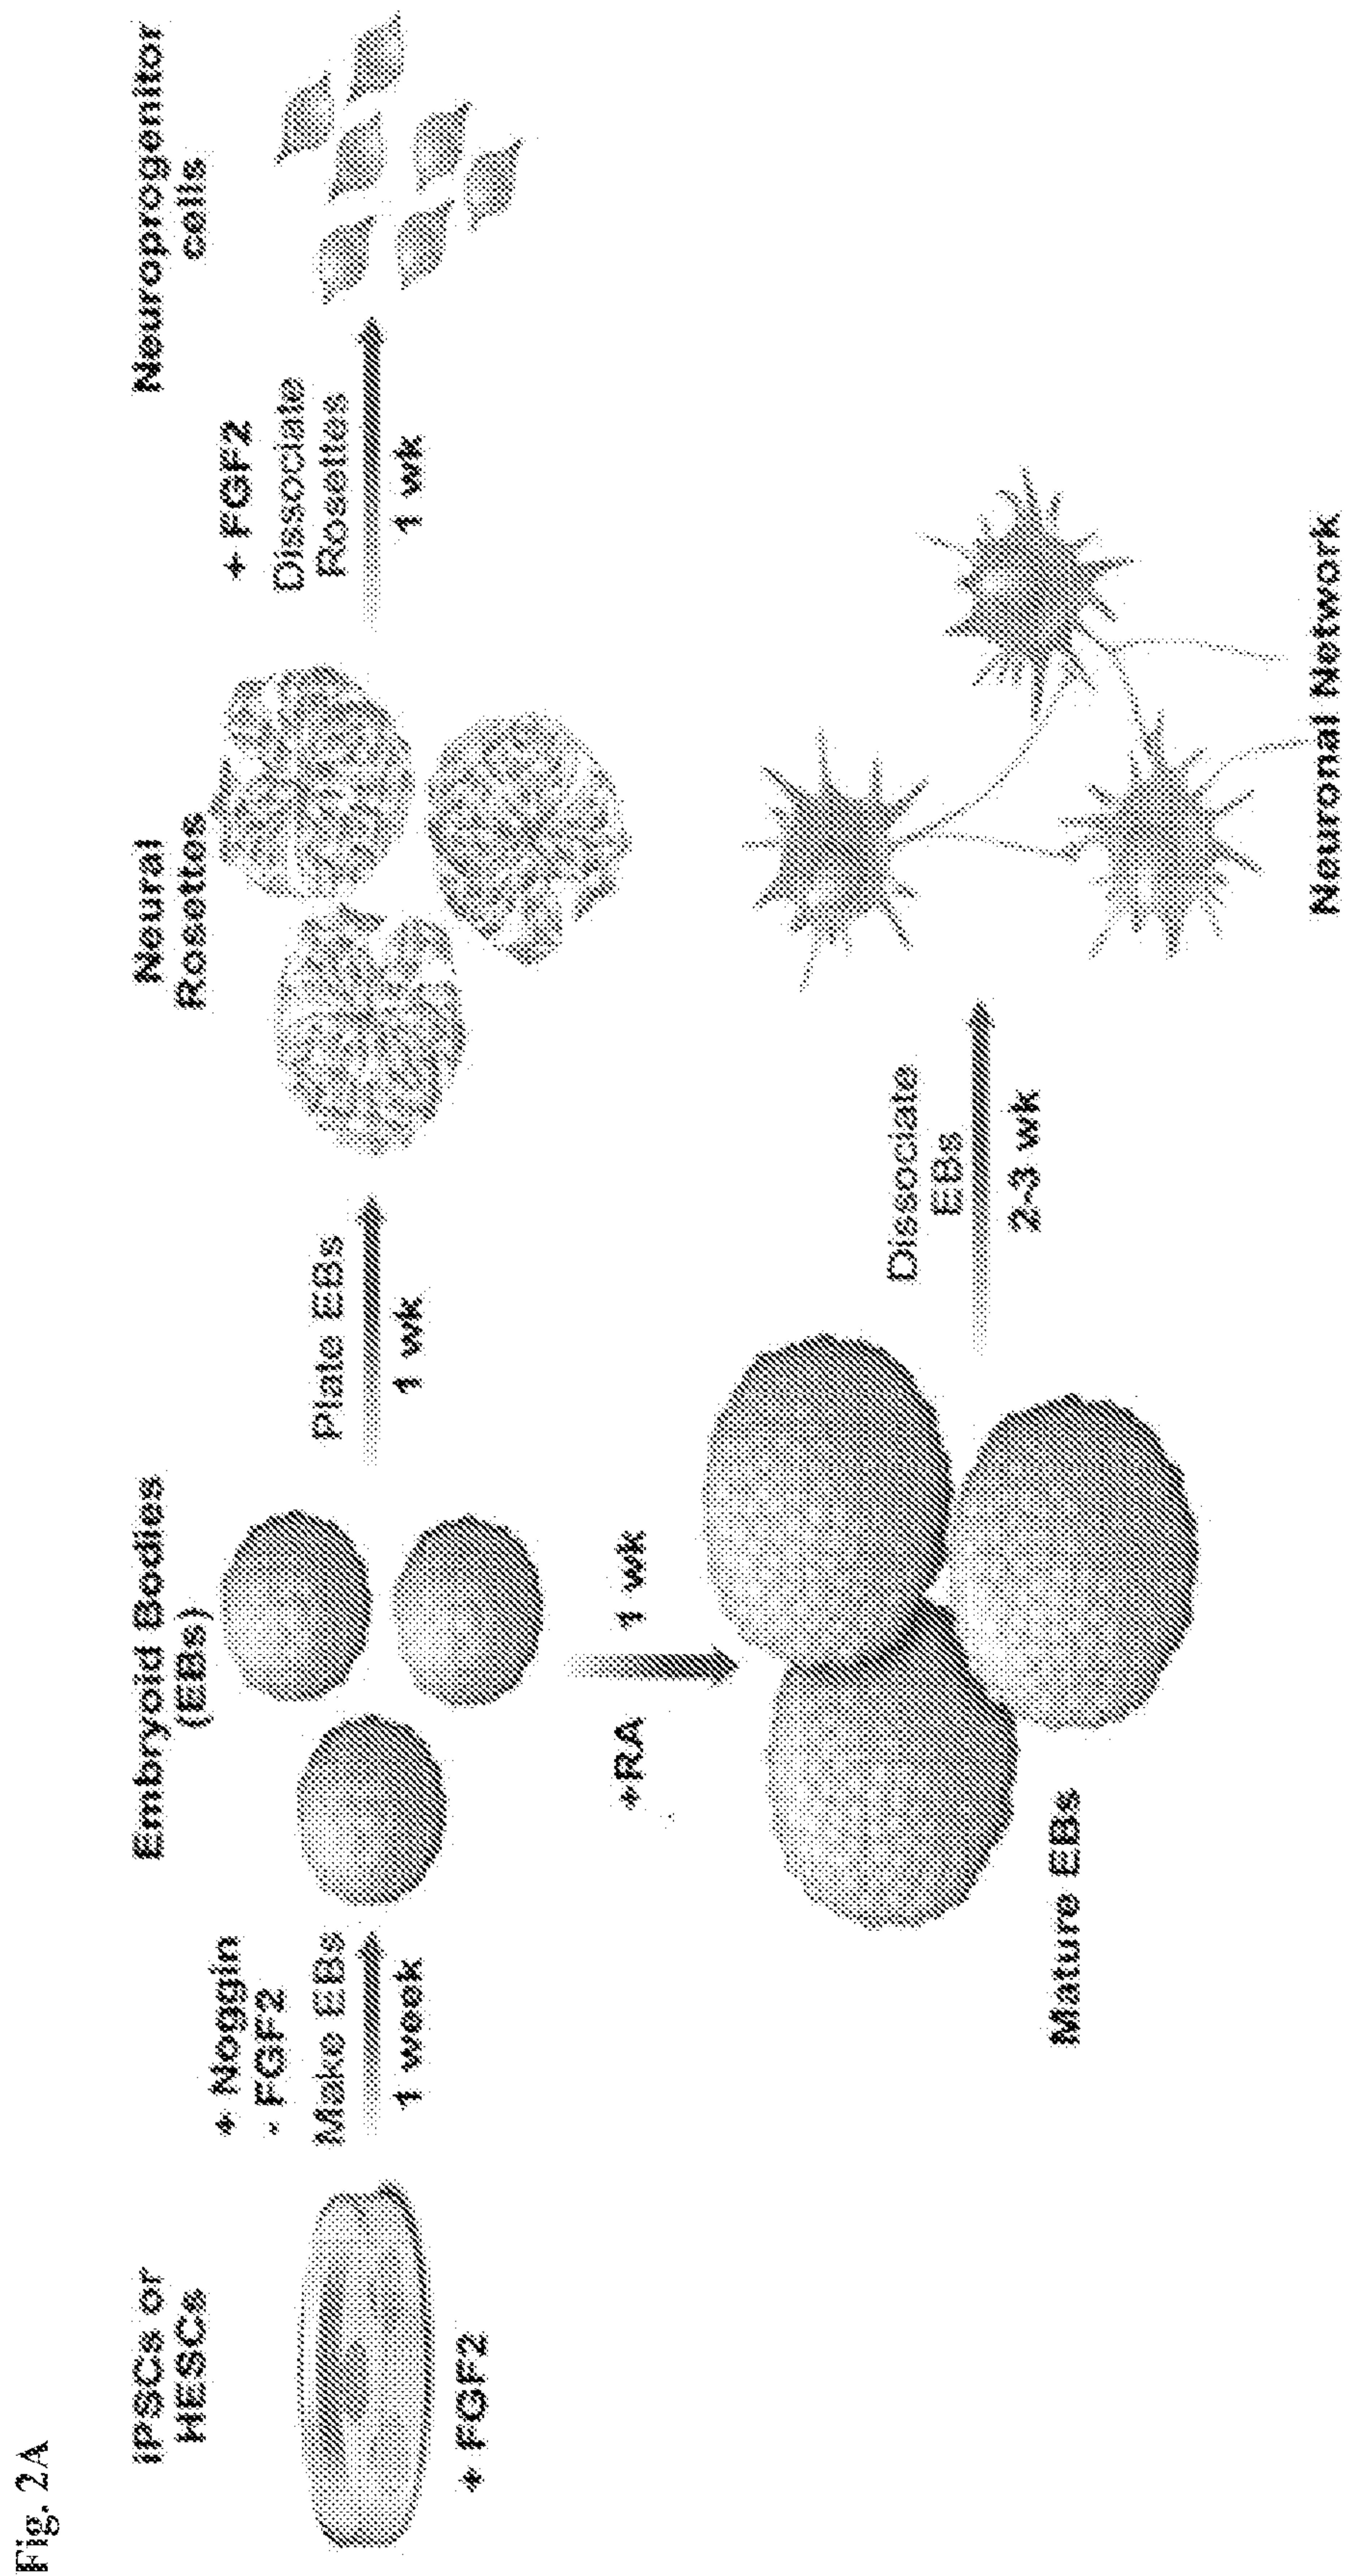 Fig. 2A
iPSCs or
HESCs
+ FGF2
+ Noggin
- FGF2
Make EBs
1 week
Embryoid Bodies
(EBs)
Plate EBs
1 wk
Neural
Rosettes
+ FGF2
Dissociate
Rosettes
1 wk
Neuroprogenitor
cells
+RA
1 wk
Mature EBs
Dissociate
EBs
2-3 wk
Neuronal Network